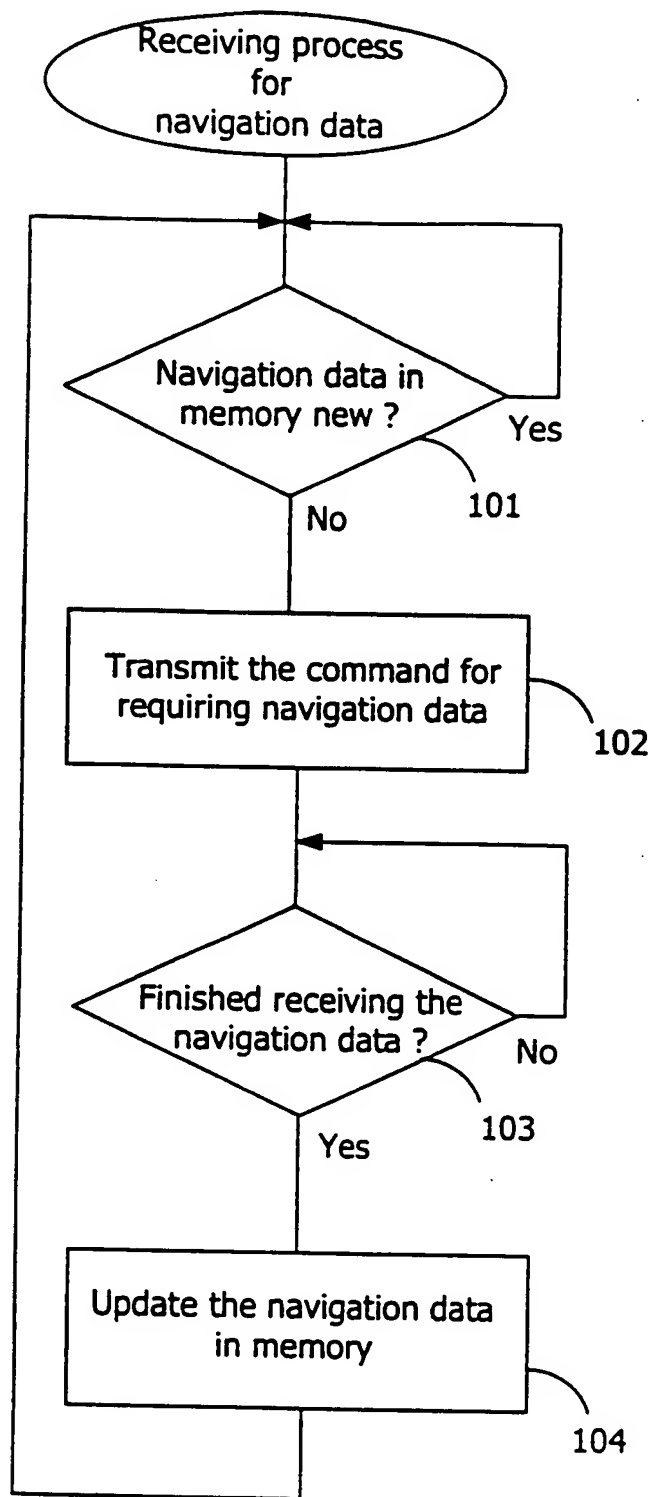 Receiving process
for
navigation data
Navigation data in
memory new ?
Yes
101
No
Transmit the command for
requiring navigation data
102
Finished receiving the
navigation data ?
No
103
Yes
Update the navigation data
in memory
104